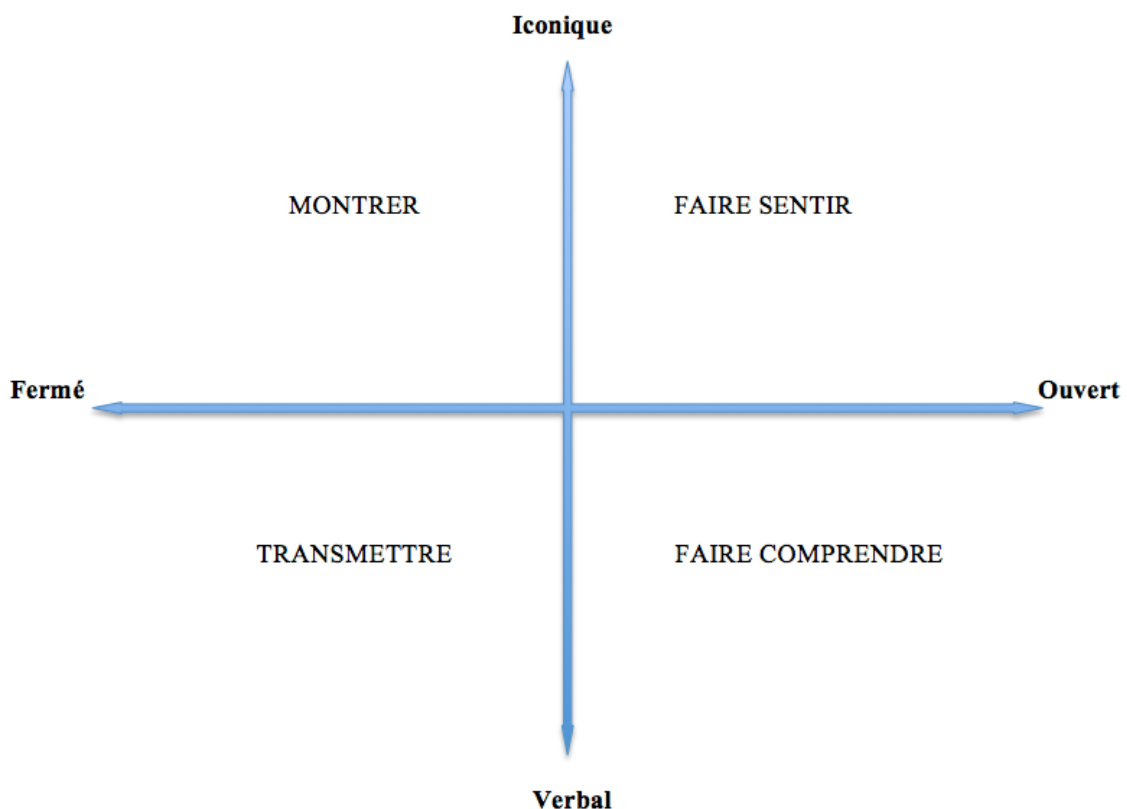 Iconique
MONTRER
FAIRE SENTIR
Fermé
Ouvert
TRANSMETTRE
FAIRE COMPRENDRE
Verbal